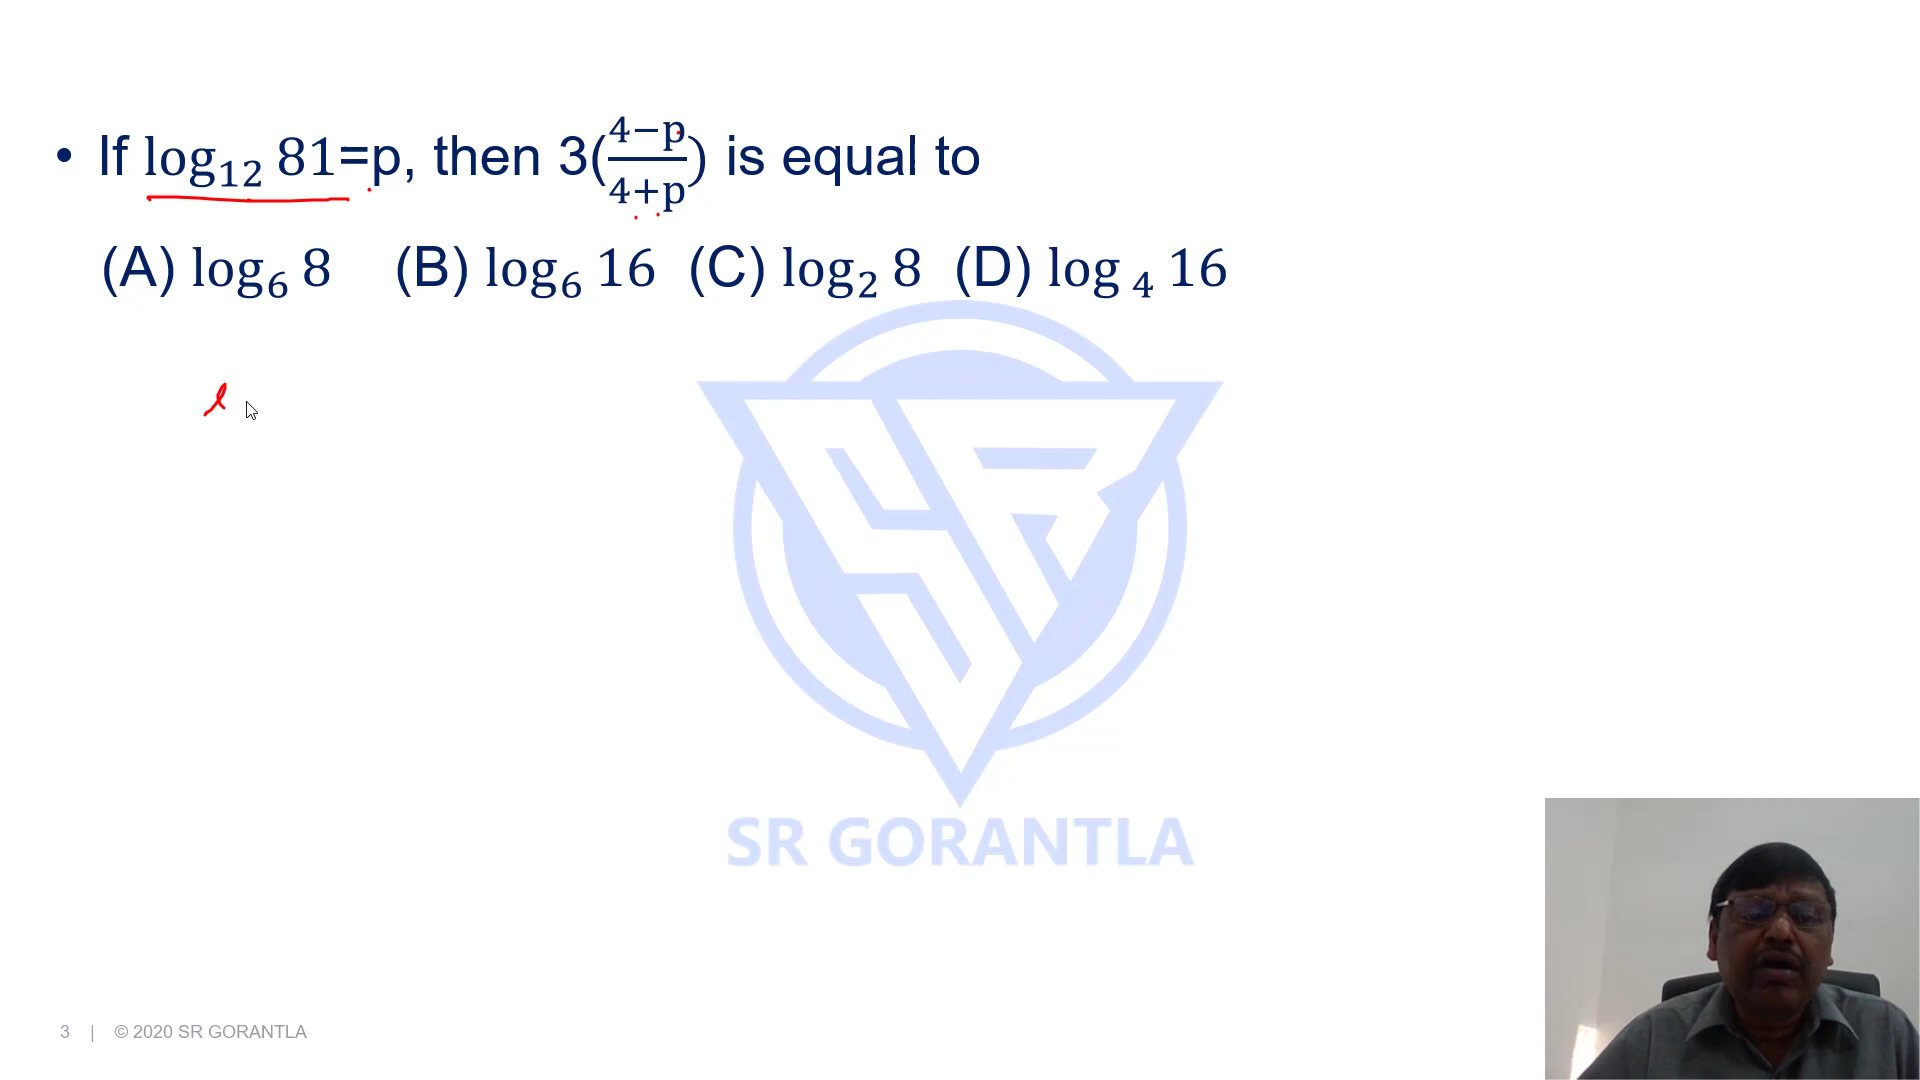 • If log₁₂ 81=p, then 3((4−p)/(4+p)) is equal to
(A) log₆ 8 (B) log₆ 16 (C) log₂ 8 (D) log ₄ 16
l
SR GORANTLA
3 | © 2020 SR GORANTLA